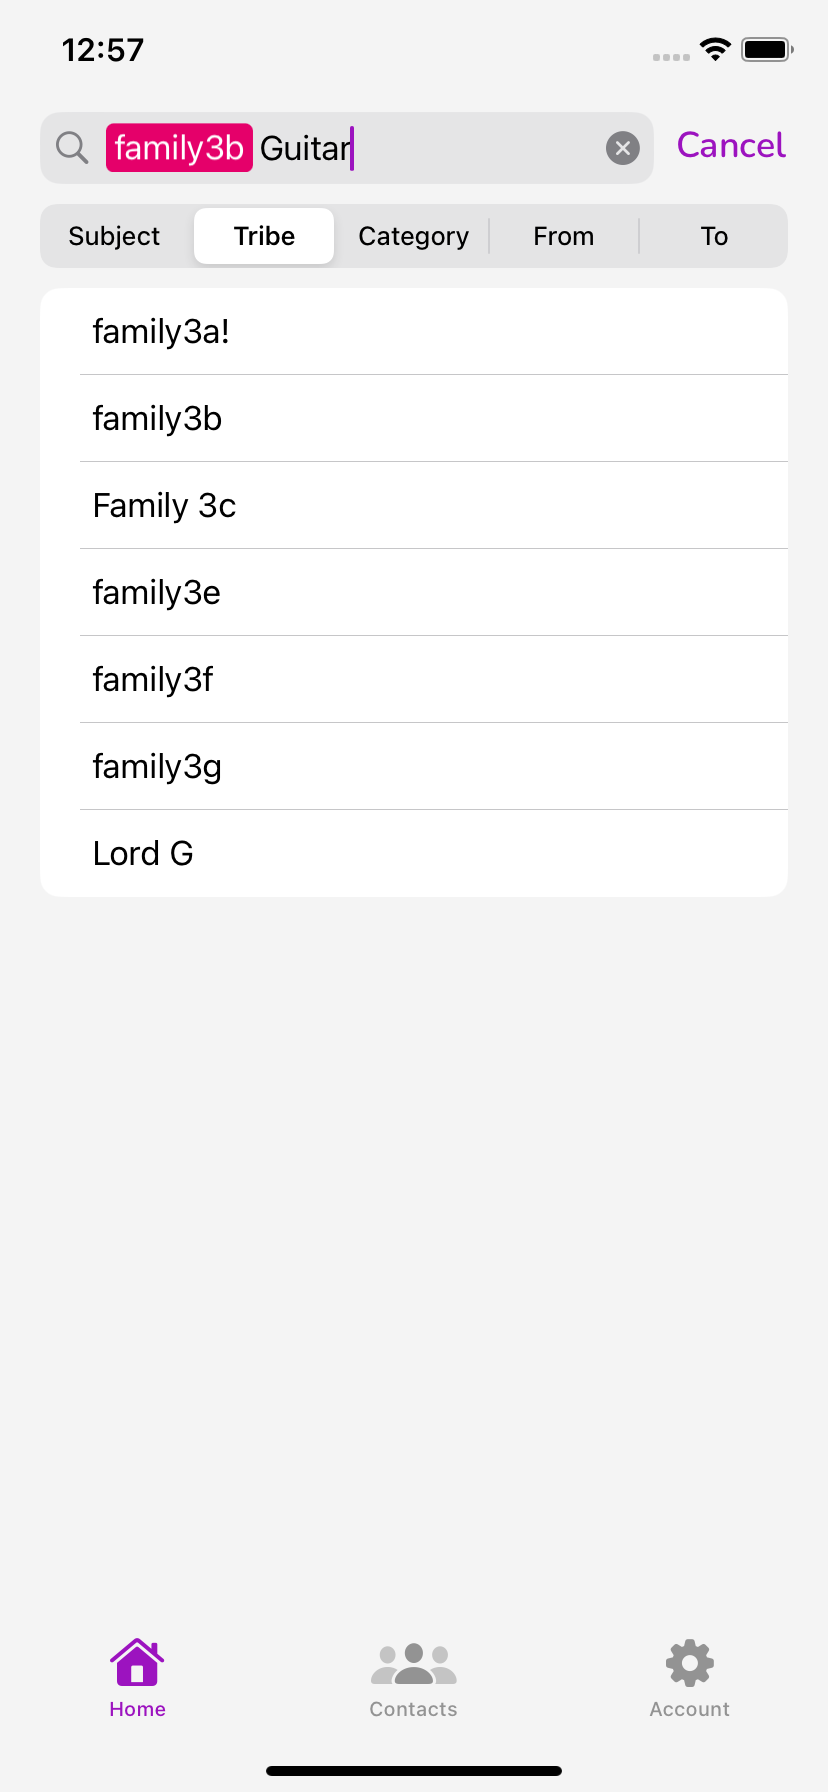 12:57
family3b Guitar Cancel
Subject Tribe Category From To
family3a!
family3b
Family 3c
family3e
family3f
family3g
Lord G
Home Contacts Account